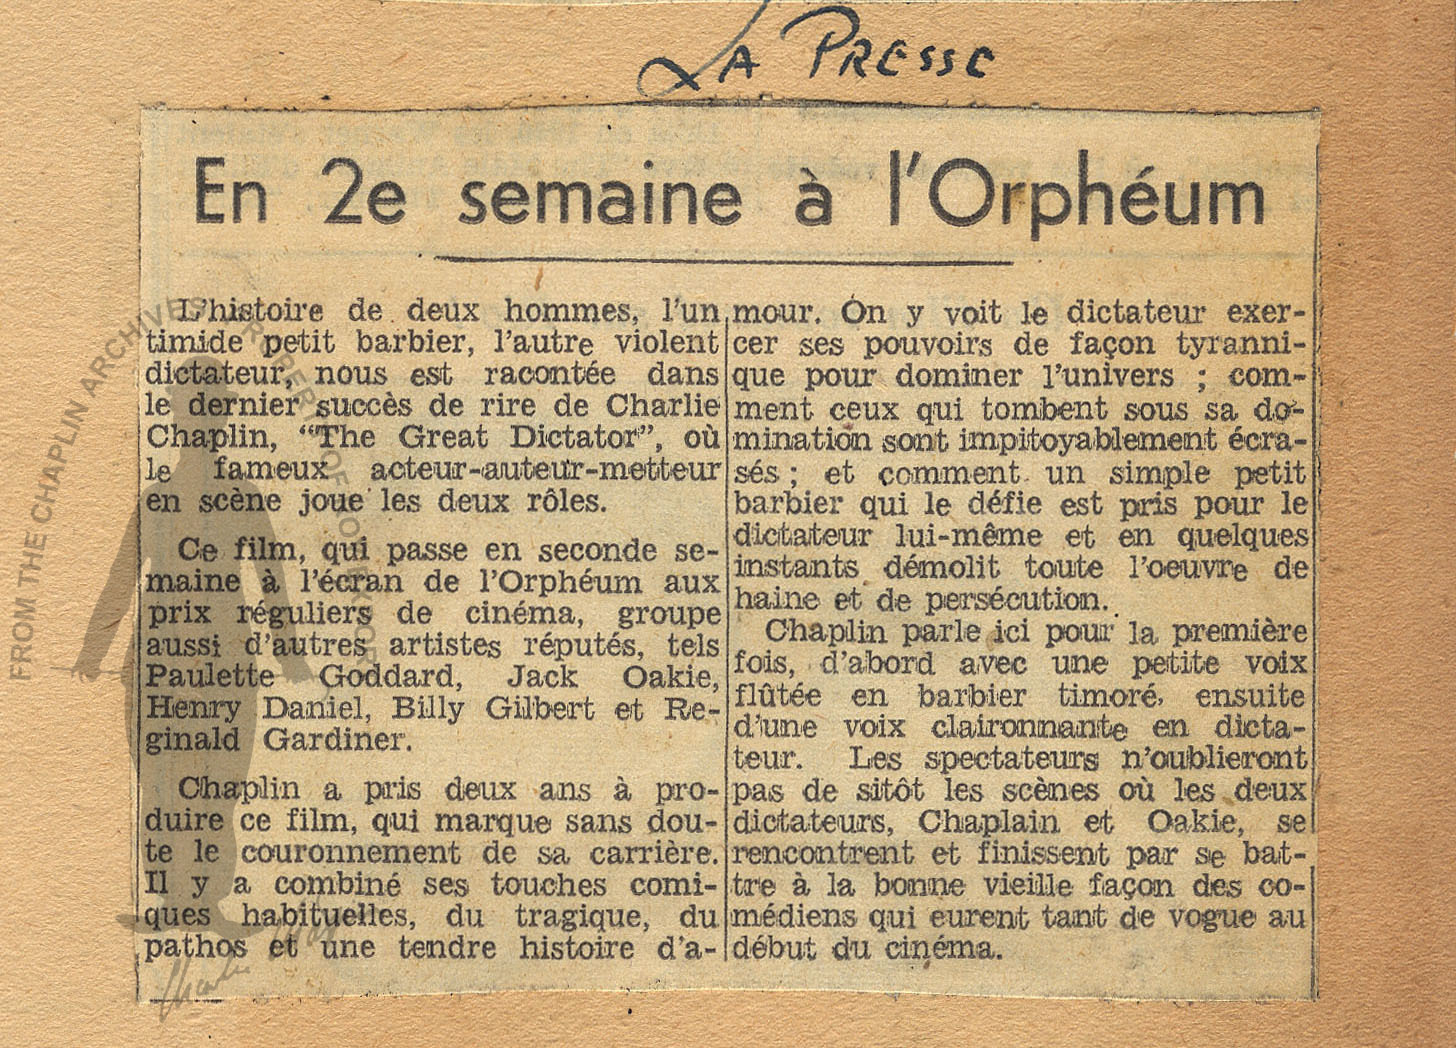 La Presse
En 2e semaine à l'Orphéum
L'histoire de deux hommes, l'un
timide petit barbier, l'autre violent
dictateur, nous est racontée dans
le dernier succès de rire de Charlie
Chaplin, "The Great Dictator", où
le fameux acteur-auteur-metteur
en scène joue les deux rôles.
Ce film, qui passe en seconde se-
maine à l'écran de l'Orphéum aux
prix réguliers de cinéma, groupe
aussi d'autres artistes réputés, tels
Paulette Goddard, Jack Oakie,
Henry Daniel, Billy Gilbert et Re-
ginald Gardiner.
Chaplin a pris deux ans à pro-
duire ce film, qui marque sans dou-
te le couronnement de sa carrière.
Il y a combiné ses touches comi-
ques habituelles, du tragique, du
pathos et une tendre histoire d'a-
mour. On y voit le dictateur exer-
cer ses pouvoirs de façon tyranni-
que pour dominer l'univers ; com-
ment ceux qui tombent sous sa do-
mination sont impitoyablement écra-
sés ; et comment un simple petit
barbier qui le défie est pris pour le
dictateur lui-même et en quelques
instants démolit toute l'oeuvre de
haine et de persécution.
Chaplin parle ici pour la première
fois, d'abord avec une petite voix
flûtée en barbier timoré, ensuite
d'une voix claironnante en dicta-
teur. Les spectateurs n'oublieront
pas de sitôt les scènes où les deux
dictateurs, Chaplain et Oakie, se
rencontrent et finissent par se bat-
tre à la bonne vieille façon des co-
médiens qui eurent tant de vogue au
début du cinéma.
FROM THE CHAPLIN ARCHIVES